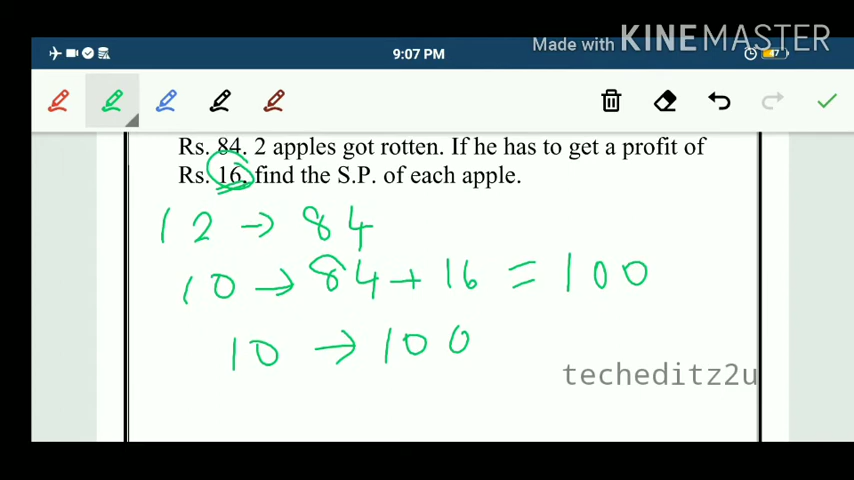 Made with KINEMASTER
9:07 PM
Rs. 84. 2 apples got rotten. If he has to get a profit of
Rs. 16, find the S.P. of each apple.
12 → 84
10 → 84 + 16 = 100
10 → 100
techeditz2u